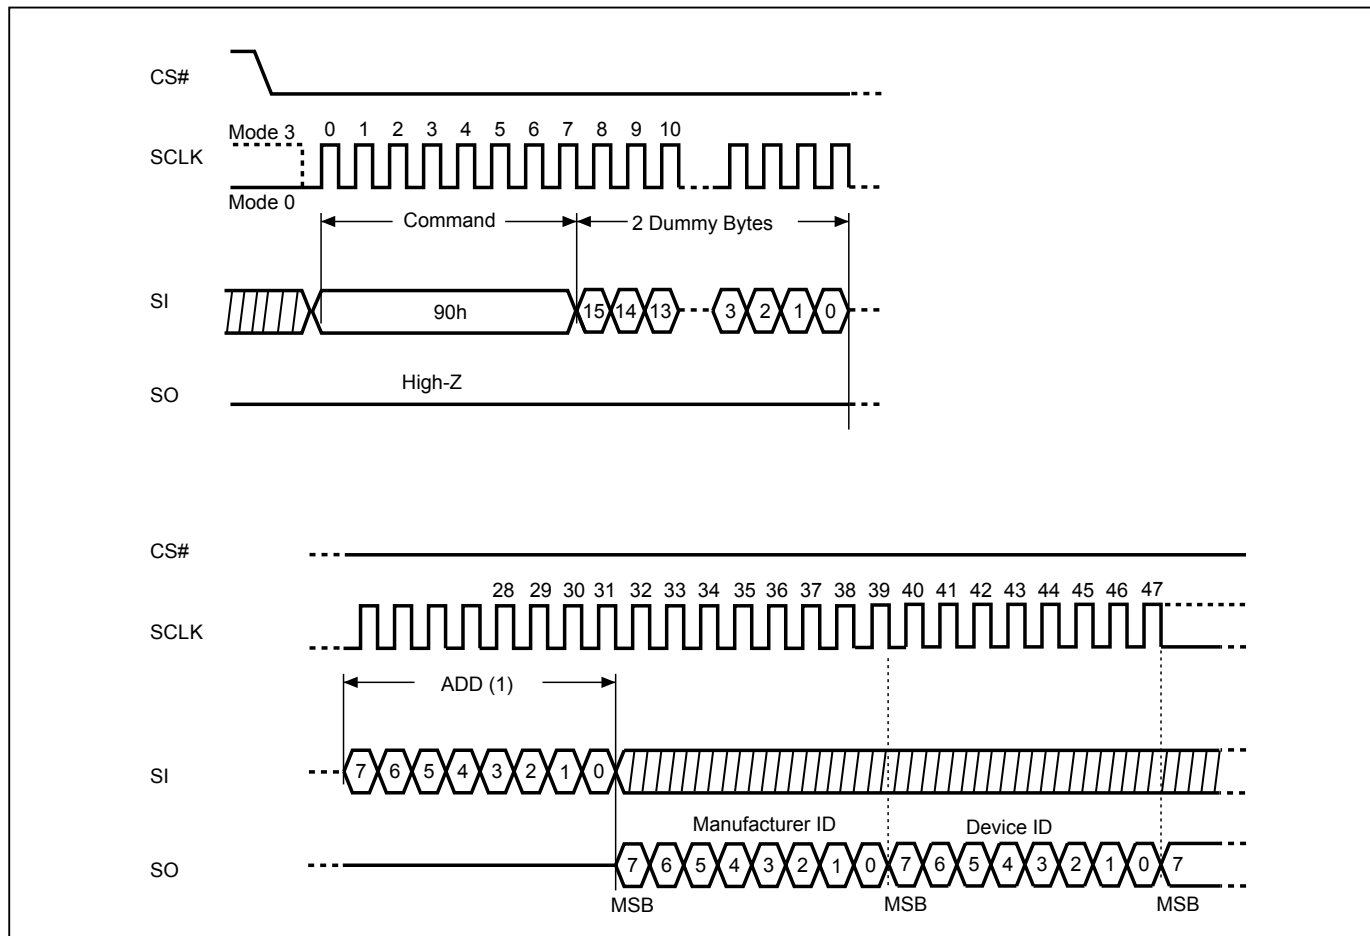 CS#
Mode 3 0 1 2 3 4 5 6 7 8 9 10
SCLK
Mode 0
Command 2 Dummy Bytes
SI 90h 15 14 13 3 2 1 0
High-Z
SO
CS#
28 29 30 31 32 33 34 35 36 37 38 39 40 41 42 43 44 45 46 47
SCLK
ADD (1)
SI 7 6 5 4 3 2 1 0
Manufacturer ID Device ID
SO 7 6 5 4 3 2 1 0 7 6 5 4 3 2 1 0 7
MSB MSB MSB